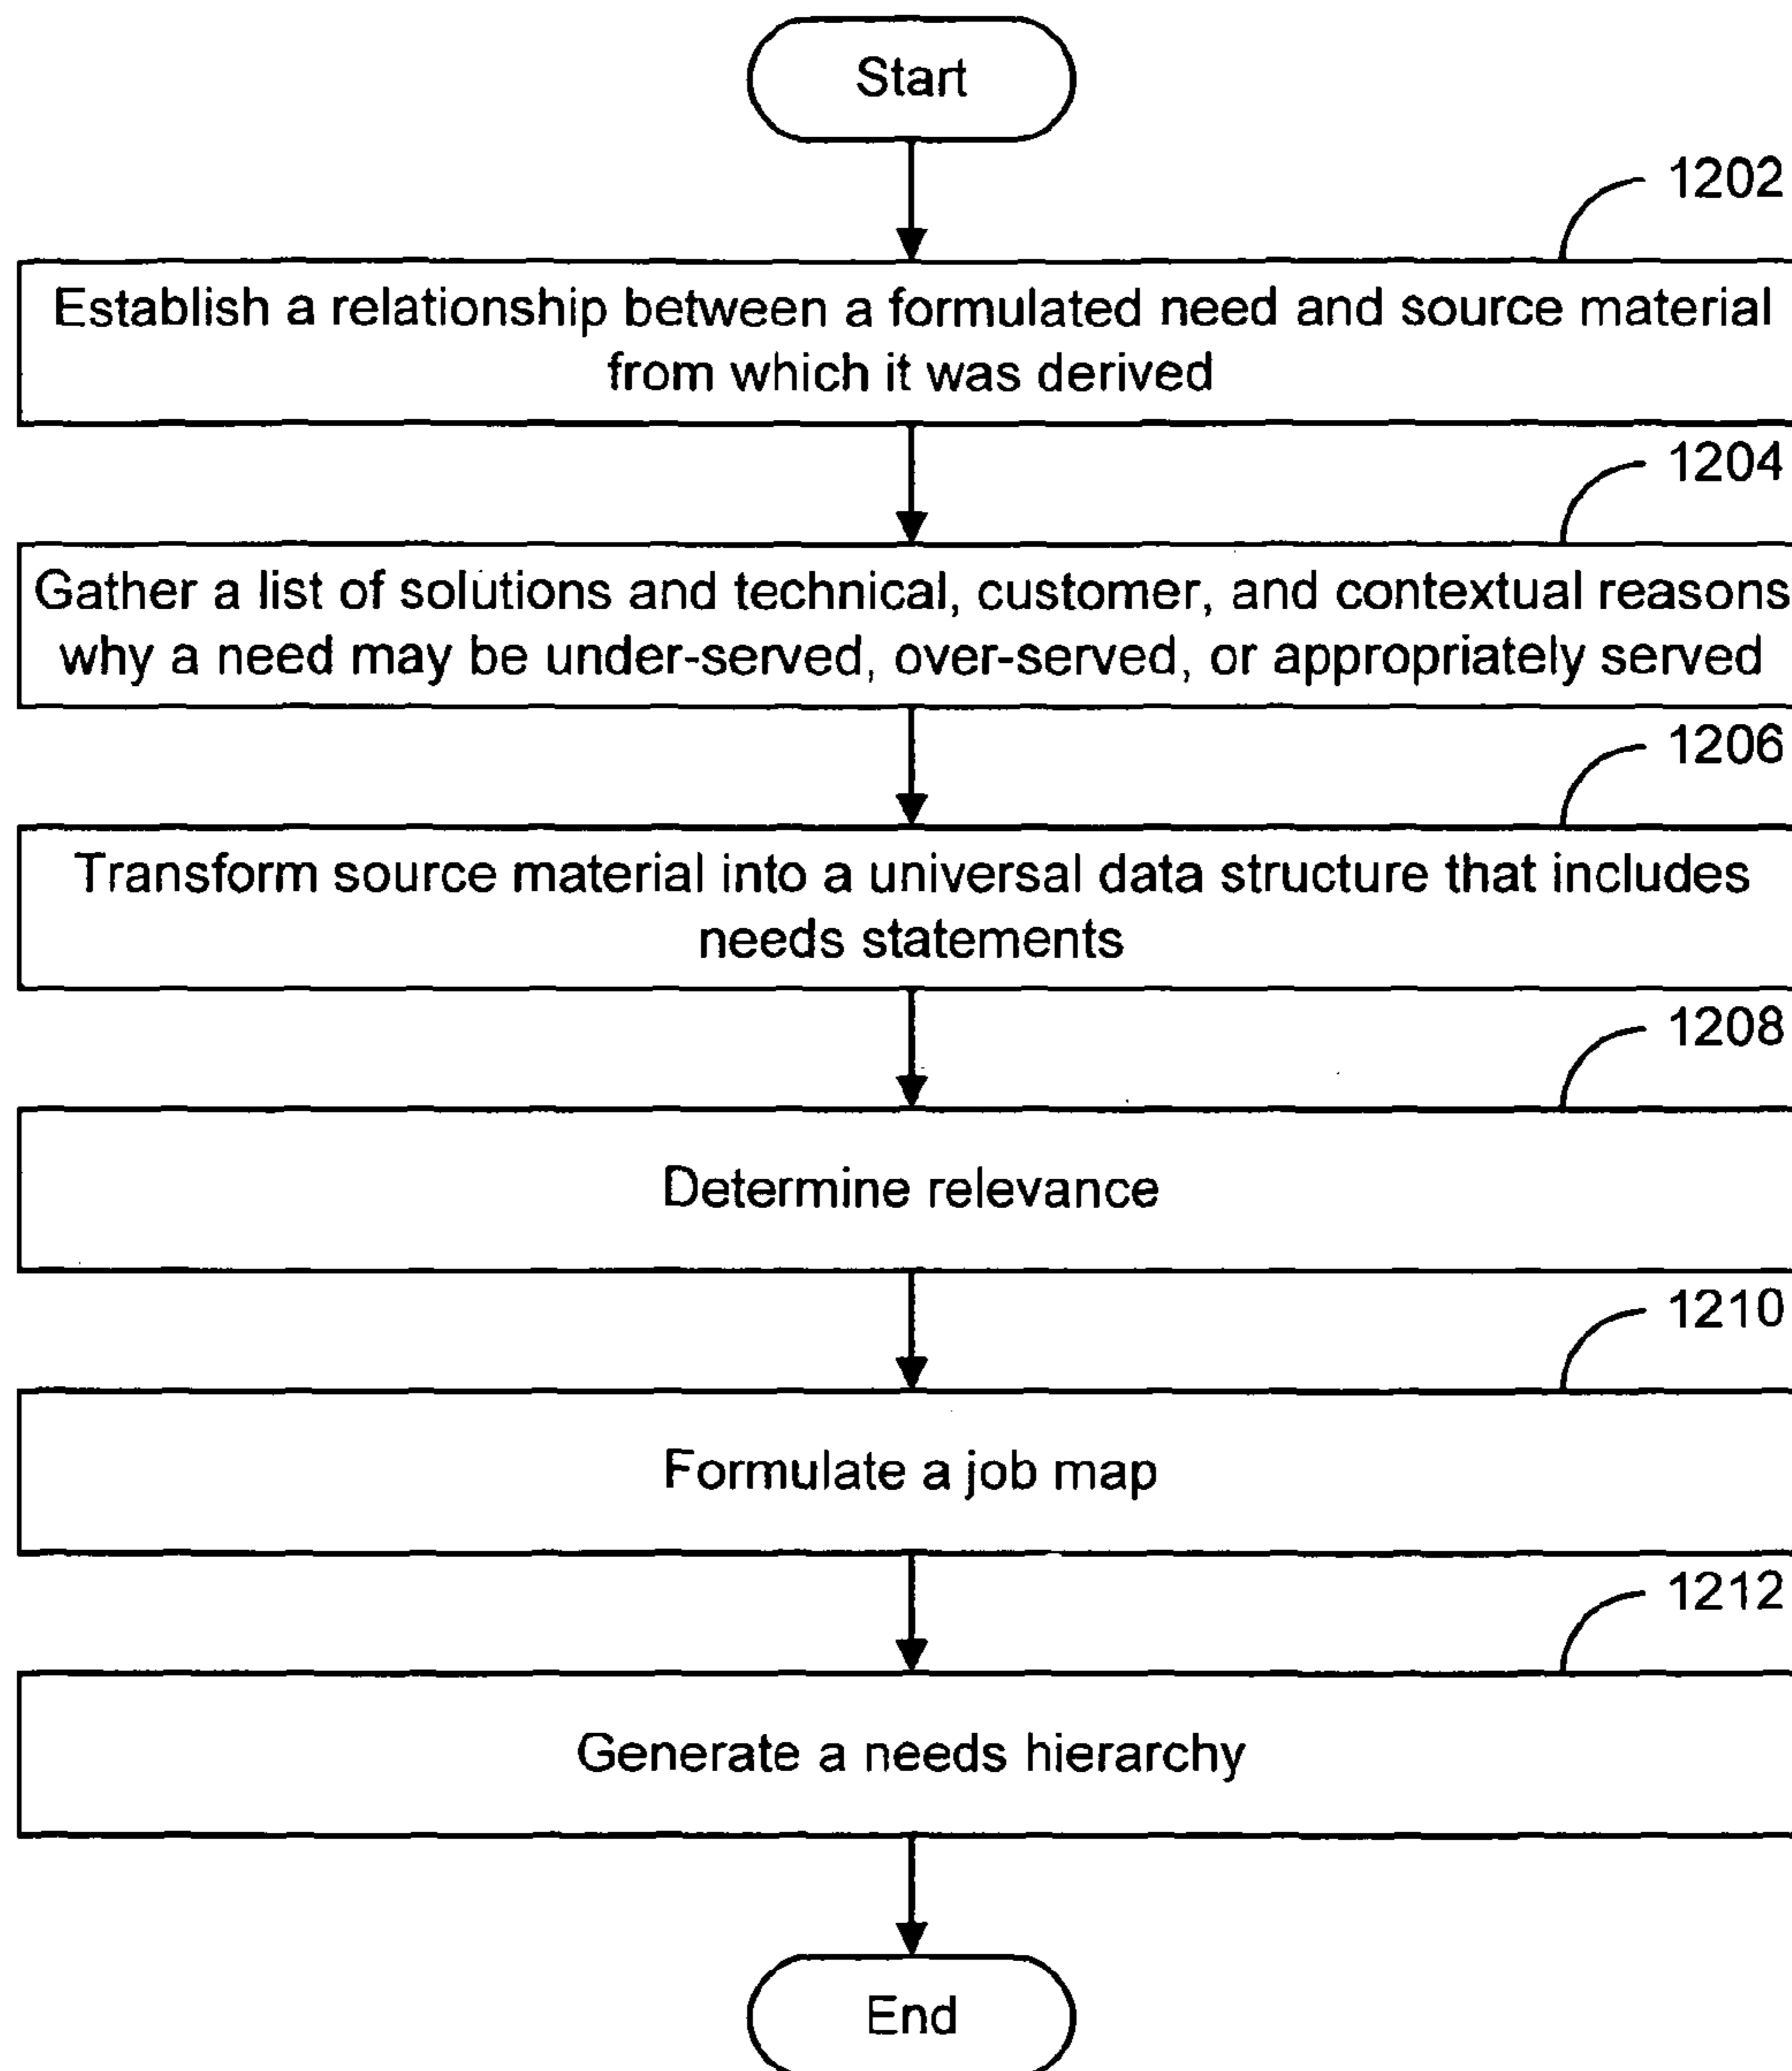 Start
1202
Establish a relationship between a formulated need and source material
from which it was derived
1204
Gather a list of solutions and technical, customer, and contextual reasons
why a need may be under-served, over-served, or appropriately served
1206
Transform source material into a universal data structure that includes
needs statements
1208
Determine relevance
1210
Formulate a job map
1212
Generate a needs hierarchy
End